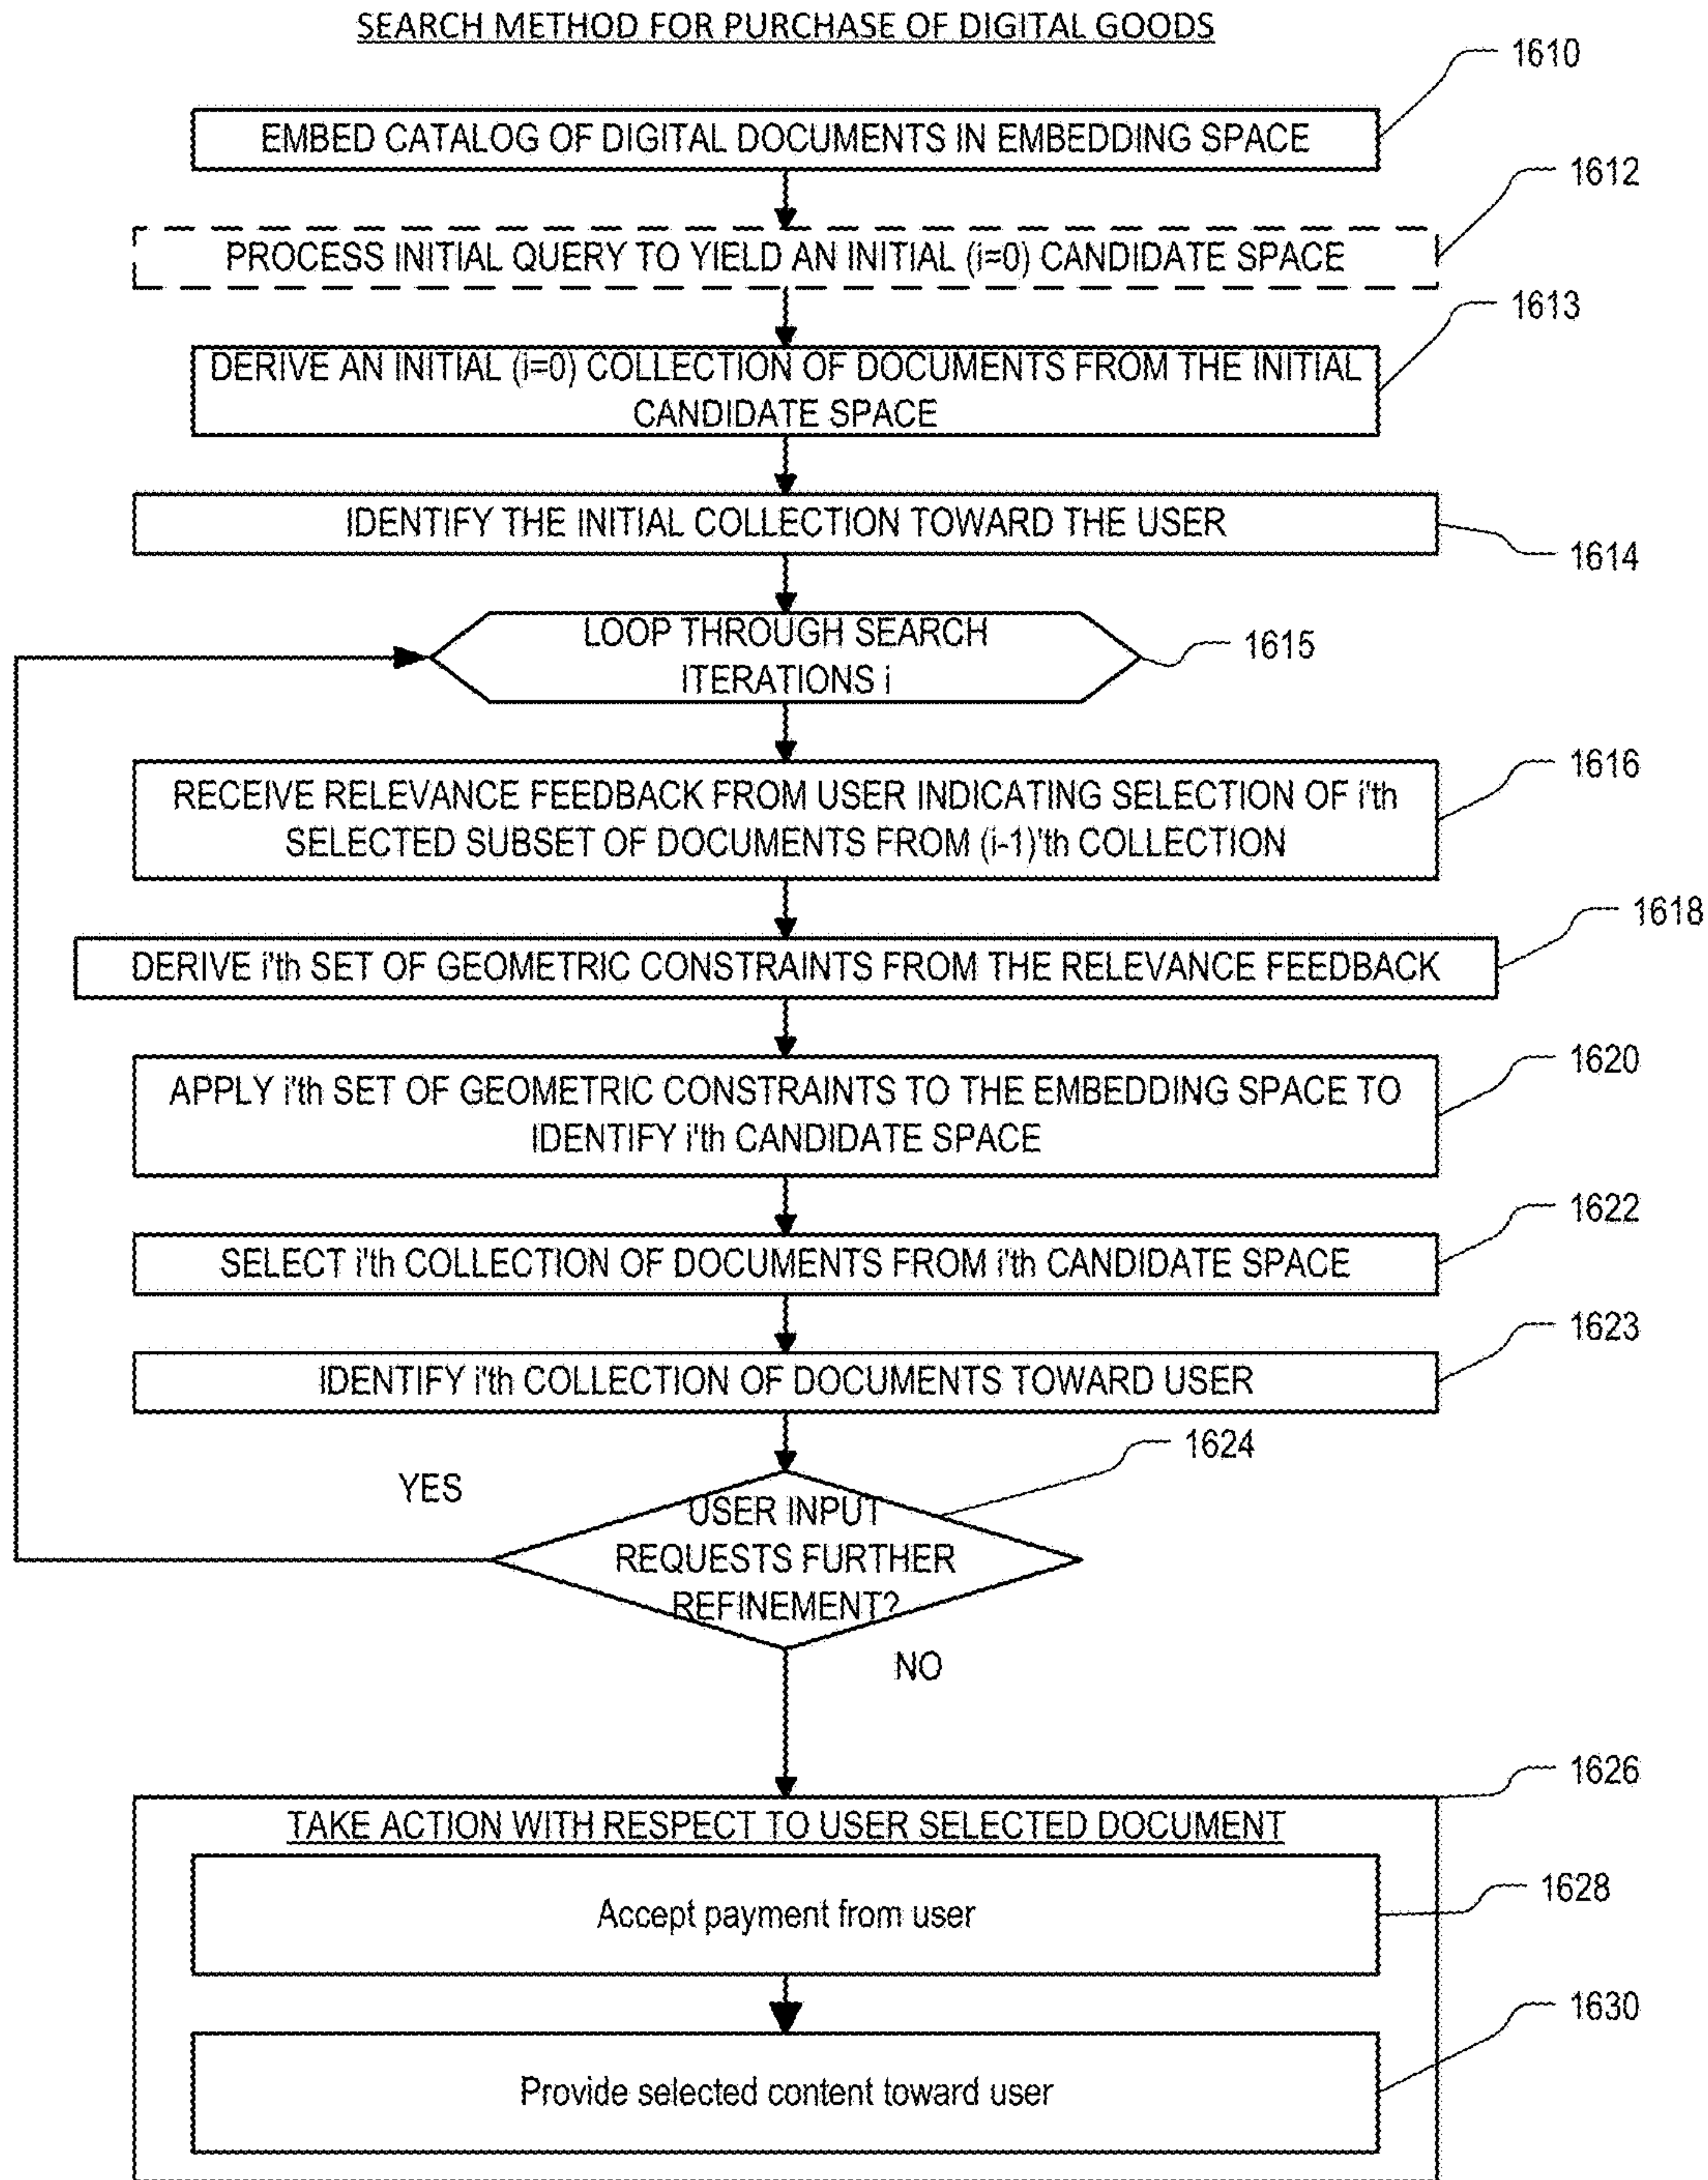 SEARCH METHOD FOR PURCHASE OF DIGITAL GOODS
1610
EMBED CATALOG OF DIGITAL DOCUMENTS IN EMBEDDING SPACE
1612
PROCESS INITIAL QUERY TO YIELD AN INITIAL (i=0) CANDIDATE SPACE
1613
DERIVE AN INITIAL (i=0) COLLECTION OF DOCUMENTS FROM THE INITIAL
CANDIDATE SPACE
IDENTIFY THE INITIAL COLLECTION TOWARD THE USER
1614
LOOP THROUGH SEARCH
ITERATIONS i
1615
1616
RECEIVE RELEVANCE FEEDBACK FROM USER INDICATING SELECTION OF i'th
SELECTED SUBSET OF DOCUMENTS FROM (i-1)'th COLLECTION
1618
DERIVE i'th SET OF GEOMETRIC CONSTRAINTS FROM THE RELEVANCE FEEDBACK
1620
APPLY i'th SET OF GEOMETRIC CONSTRAINTS TO THE EMBEDDING SPACE TO
IDENTIFY i'th CANDIDATE SPACE
1622
SELECT i'th COLLECTION OF DOCUMENTS FROM i'th CANDIDATE SPACE
1623
IDENTIFY i'th COLLECTION OF DOCUMENTS TOWARD USER
1624
YES
USER INPUT
REQUESTS FURTHER
REFINEMENT?
NO
1626
TAKE ACTION WITH RESPECT TO USER SELECTED DOCUMENT
1628
Accept payment from user
1630
Provide selected content toward user